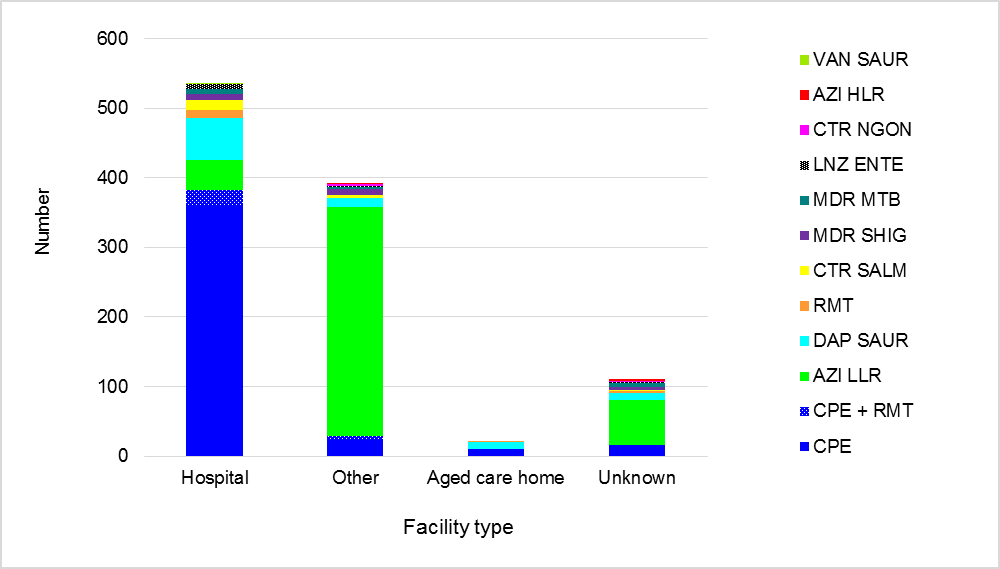 600
500
400
300
200
100
0
Number
Hospital
Other
Aged care home
Unknown
Facility type
VAN SAUR
AZI HLR
CTR NGON
LNZ ENTE
MDR MTB
MDR SHIG
CTR SALM
RMT
DAP SAUR
AZI LLR
CPE + RMT
CPE